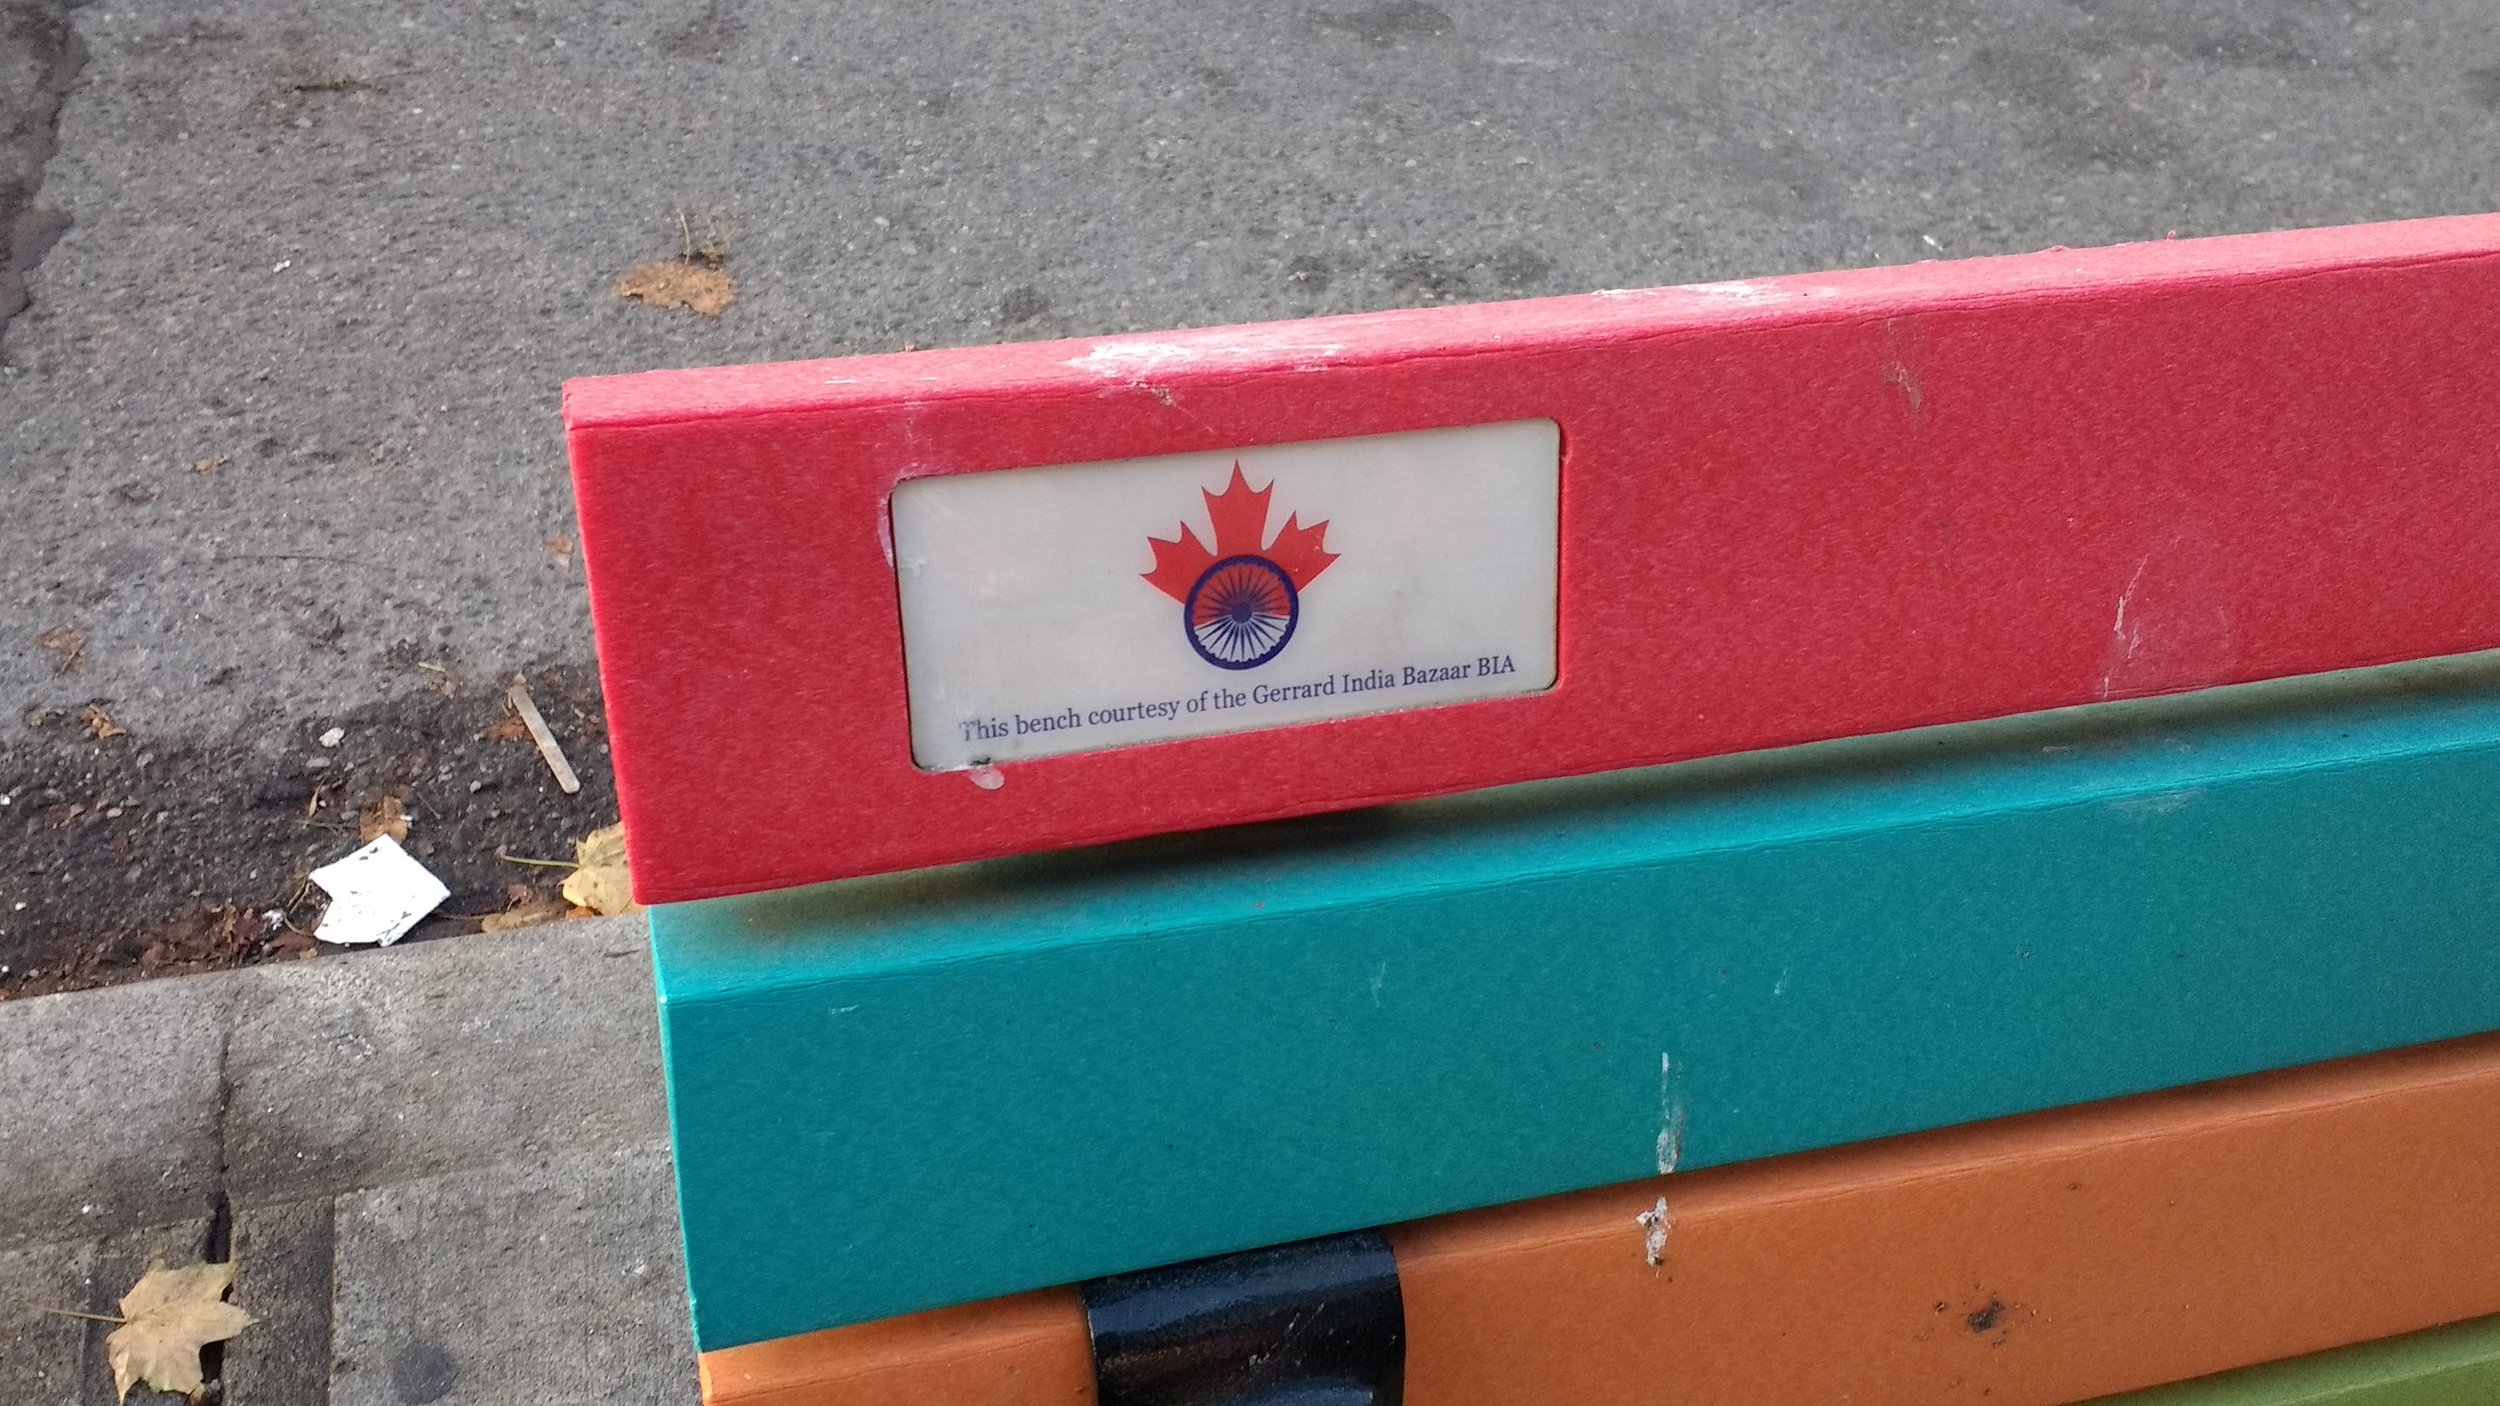 This bench courtesy of the Gerrard India Bazaar BIA